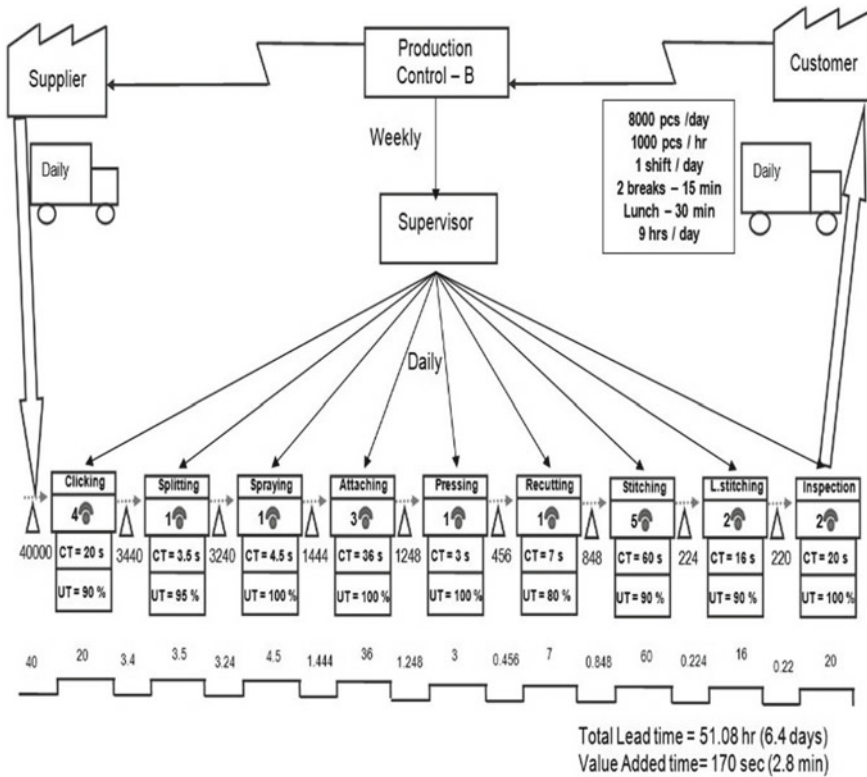 Supplier
Production
Control – B
Customer
8000 pcs /day
1000 pcs / hr
1 shift / day
2 breaks – 15 min
Lunch – 30 min
9 hrs / day
Daily
Daily
Weekly
Supervisor
Daily
Clicking
Splitting
Spraying
Attaching
Pressing
Recutting
Stitching
L.stitching
Inspection
4
1
1
3
1
1
5
2
2
40000
3440
3240
1444
1248
456
848
224
220
CT = 20 s
CT = 3.5 s
CT = 4.5 s
CT = 36 s
CT = 3 s
CT = 7 s
CT = 60 s
CT = 16 s
CT = 20 s
UT = 90 %
UT = 95 %
UT = 100 %
UT = 100 %
UT = 100 %
UT = 80 %
UT = 90 %
UT = 90 %
UT = 100 %
40
20
3.4
3.5
3.24
4.5
1.444
36
1.248
3
0.456
7
0.848
60
0.224
16
0.22
20
Total Lead time = 51.08 hr (6.4 days)
Value Added time= 170 sec (2.8 min)